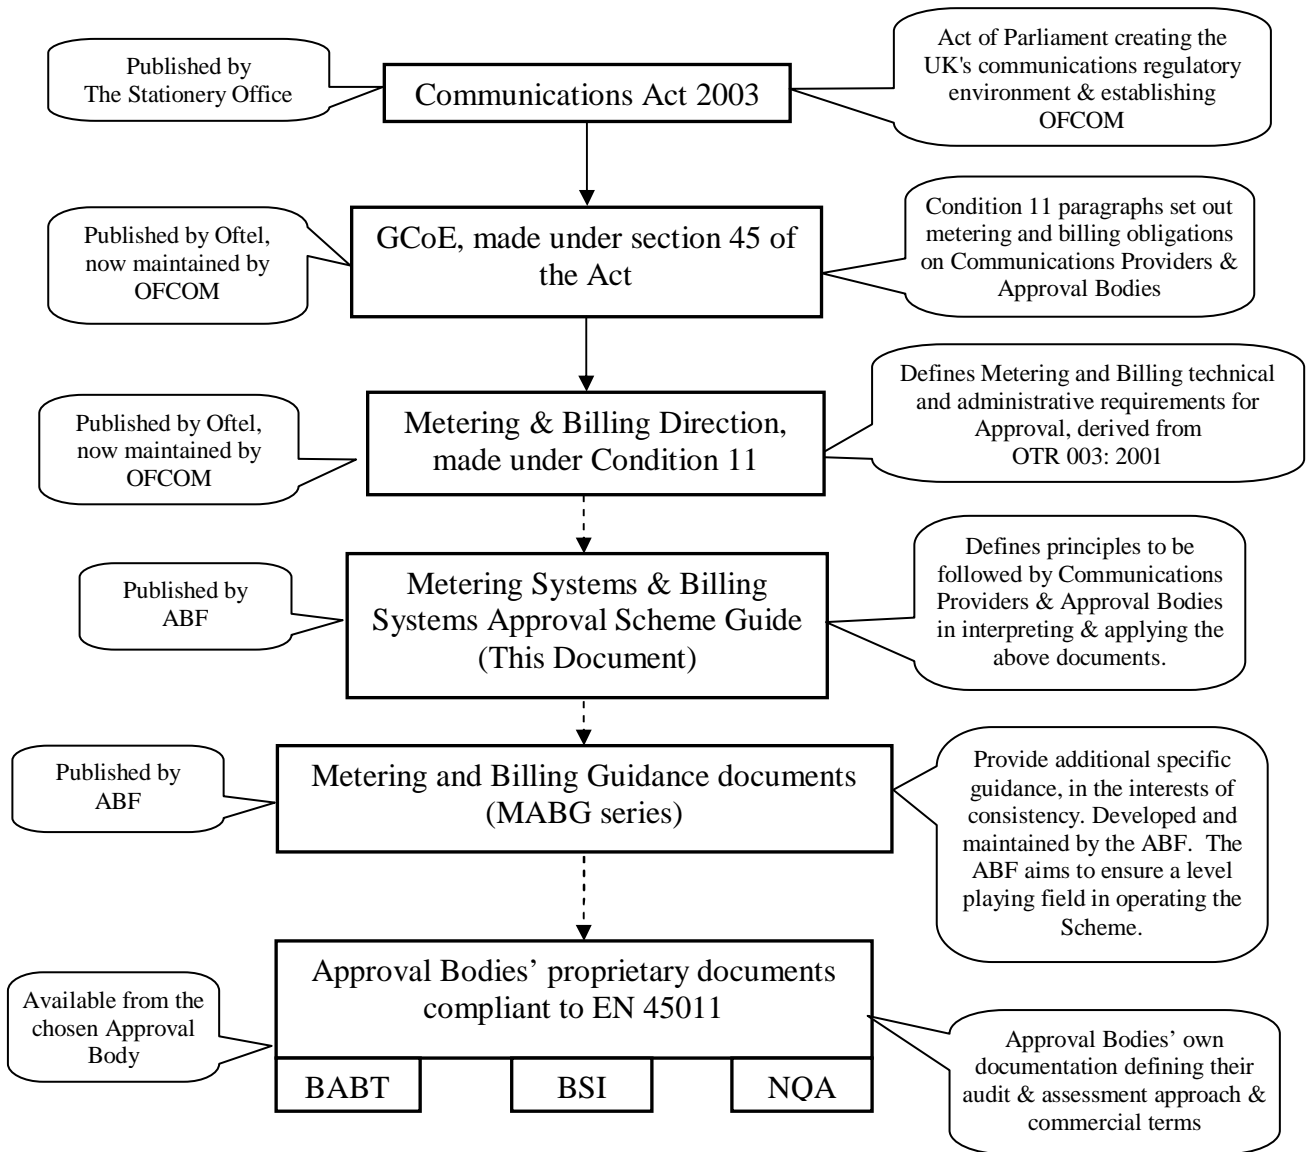 Published by
The Stationery Office
Communications Act 2003
Act of Parliament creating the
UK's communications regulatory
environment & establishing
OFCOM
Published by Oftel,
now maintained by
OFCOM
GCoE, made under section 45 of
the Act
Condition 11 paragraphs set out
metering and billing obligations
on Communications Providers &
Approval Bodies
Published by Oftel,
now maintained by
OFCOM
Metering & Billing Direction,
made under Condition 11
Defines Metering and Billing technical
and administrative requirements for
Approval, derived from
OTR 003: 2001
Published by
ABF
Metering Systems & Billing
Systems Approval Scheme Guide
(This Document)
Defines principles to be
followed by Communications
Providers & Approval Bodies
in interpreting & applying the
above documents.
Published by
ABF
Metering and Billing Guidance documents
(MABG series)
Provide additional specific
guidance, in the interests of
consistency. Developed and
maintained by the ABF. The
ABF aims to ensure a level
playing field in operating the
Scheme.
Available from the
chosen Approval
Body
Approval Bodies’ proprietary documents
compliant to EN 45011
BABT
BSI
NQA
Approval Bodies’ own
documentation defining their
audit & assessment approach &
commercial terms